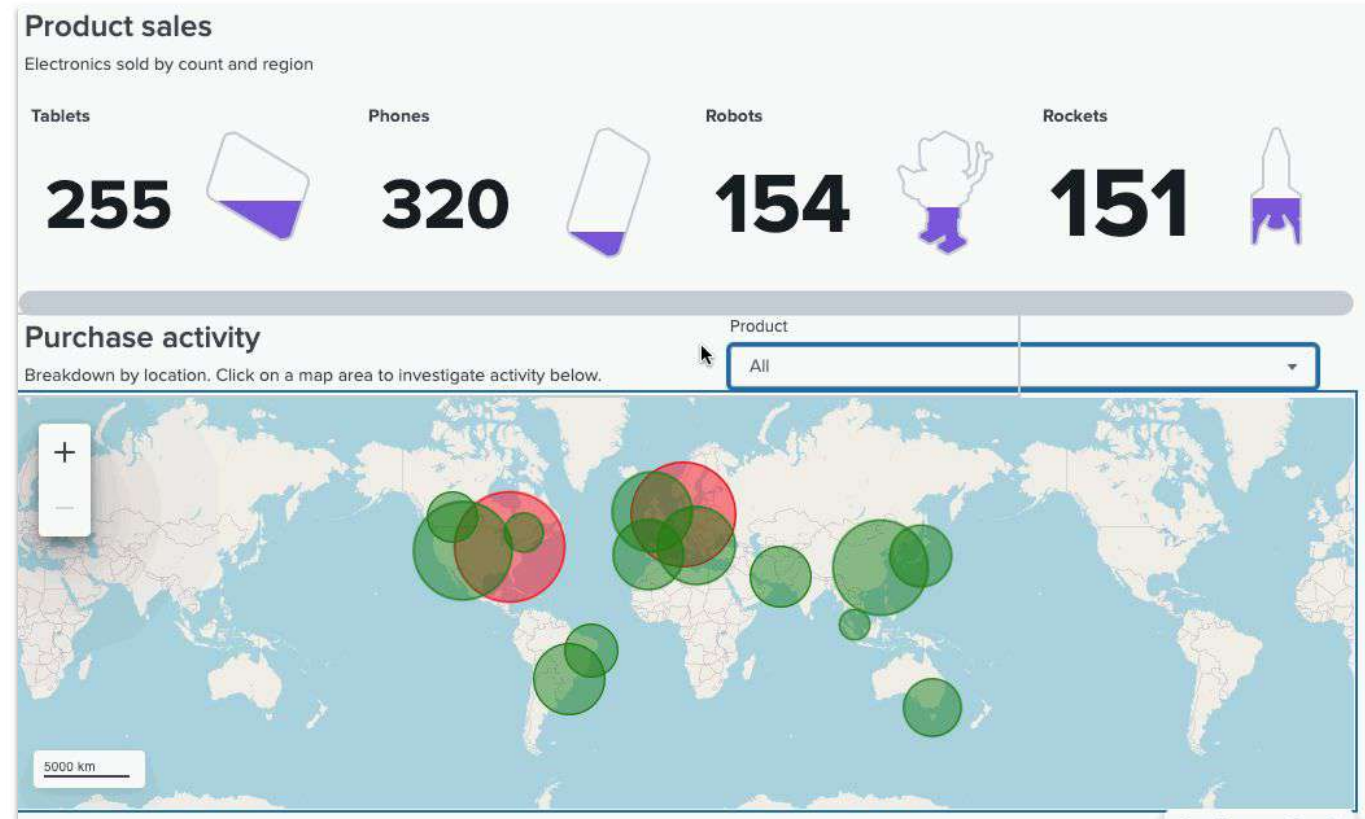 Product sales
Electronics sold by count and region
Tablets
Phones
Robots
Rockets
255
320
154
151
Purchase activity
Product
Breakdown by location. Click on a map area to investigate activity below.
All
+
−
5000 km